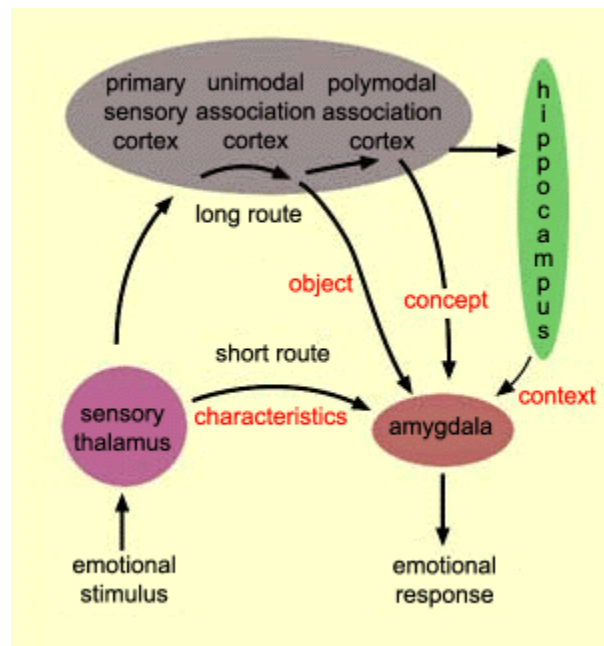 primary
sensory
cortex
unimodal
association
cortex
polymodal
association
cortex
hippocampus
long route
object
concept
short route
characteristics
context
sensory
thalamus
amygdala
emotional
stimulus
emotional
response